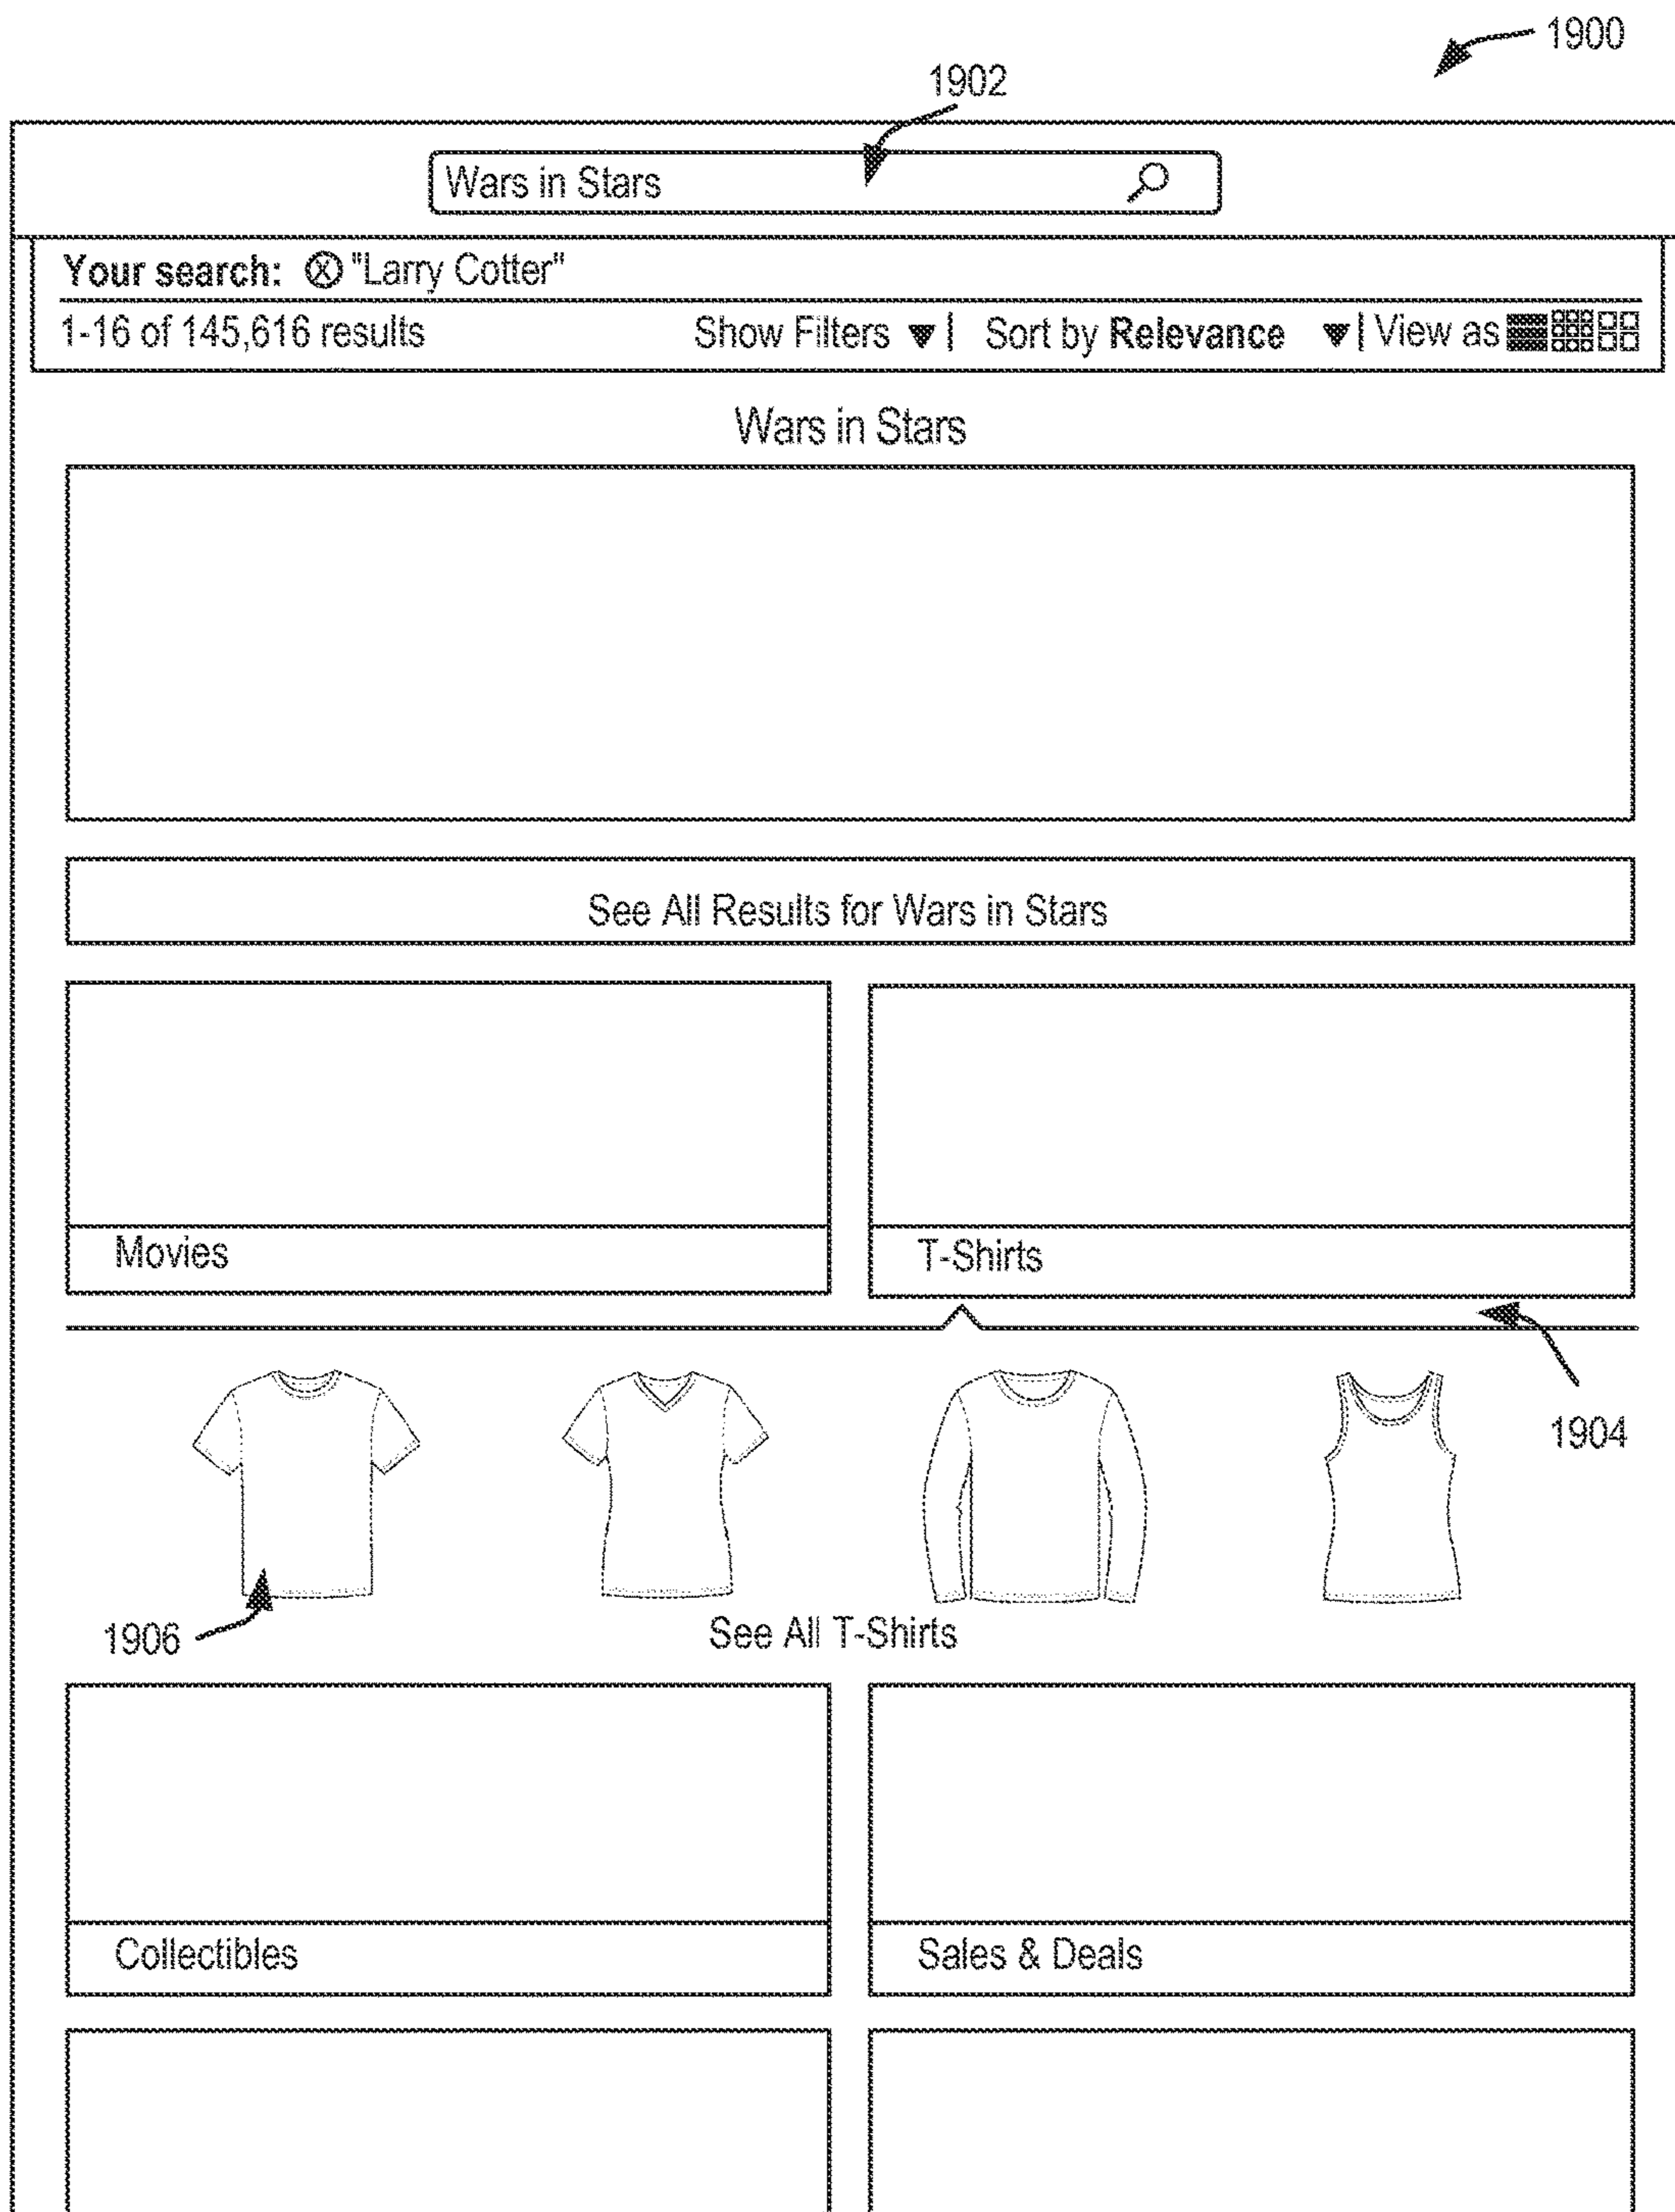 1900
1902
Wars in Stars
Your search: Ⓧ "Larry Cotter"
1-16 of 145,616 results Show Filters ▼ | Sort by Relevance ▼ | View as
Wars in Stars
See All Results for Wars in Stars
Movies
T-Shirts
1904
1906
See All T-Shirts
Collectibles
Sales & Deals